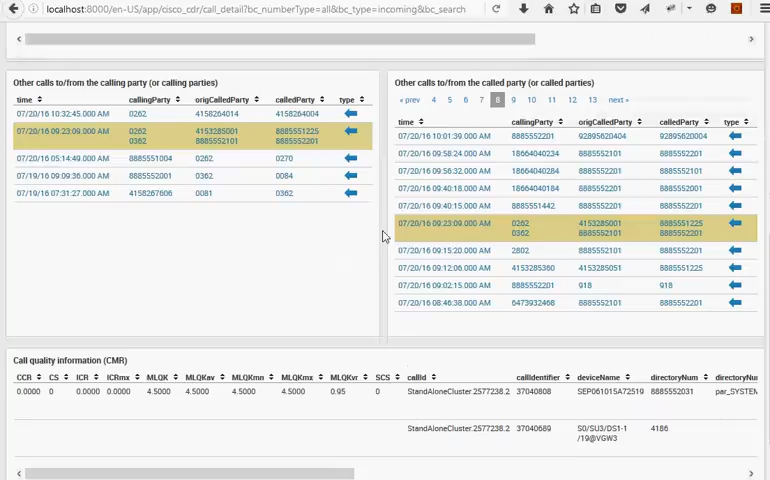 localhost:8000/en-US/app/cisco_cdr/call_detail?bc_numberType=all&bc_type=incoming&bc_search
Other calls to/from the calling party (or calling parties)
time callingParty origCalledParty calledParty type
07/20/16 10:32:45.000 AM 0262 4158264014 4158264004
07/20/16 09:23:09.000 AM 0262 4153285001 8885551225
0362 8885552101 8885552201
07/20/16 05:14:49.000 AM 8885551004 0262 0270
07/19/16 09:09:36.000 AM 8885552001 0362 0084
07/19/16 07:31:27.000 AM 4158267606 0081 0362
Other calls to/from the called party (or called parties)
« prev 4 5 6 7 8 9 10 11 12 13 next »
time callingParty origCalledParty calledParty type
07/20/16 10:01:39.000 AM 8885552201 92895620404 92895620004
07/20/16 09:58:24.000 AM 18664040234 8885552101 8885552201
07/20/16 09:56:32.000 AM 18664040284 8885552101 8885552201
07/20/16 09:40:18.000 AM 18664040184 8885552201 8885552001
07/20/16 09:40:15.000 AM 8885551442 8885552201 8885552201
07/20/16 09:23:09.000 AM 0262 4153285001 8885551225
0362 8885552101 8885552201
07/20/16 09:15:20.000 AM 2802 8885552101 8885552201
07/20/16 09:12:06.000 AM 4153285360 4153285051 8885551225
07/20/16 09:02:15.000 AM 8885552201 918 918
07/20/16 08:46:38.000 AM 6473932468 8885552101 8885552201
Call quality information (CMR)
CCR CS ICR ICRmx MLQK MLQKav MLQKmn MLQKmx MLQKvr SCS callId callIdentifier deviceName directoryNum directoryNu
0.0000 0 0.0000 0.0000 4.5000 4.5000 4.5000 4.5000 0.95 0 StandAloneCluster.2577238.2 37040808 SEP061015A72519 8885552031 par_SYSTEM
StandAloneCluster.2577238.2 37040689 S0/SU3/DS1-1 4186
/19@VGW3